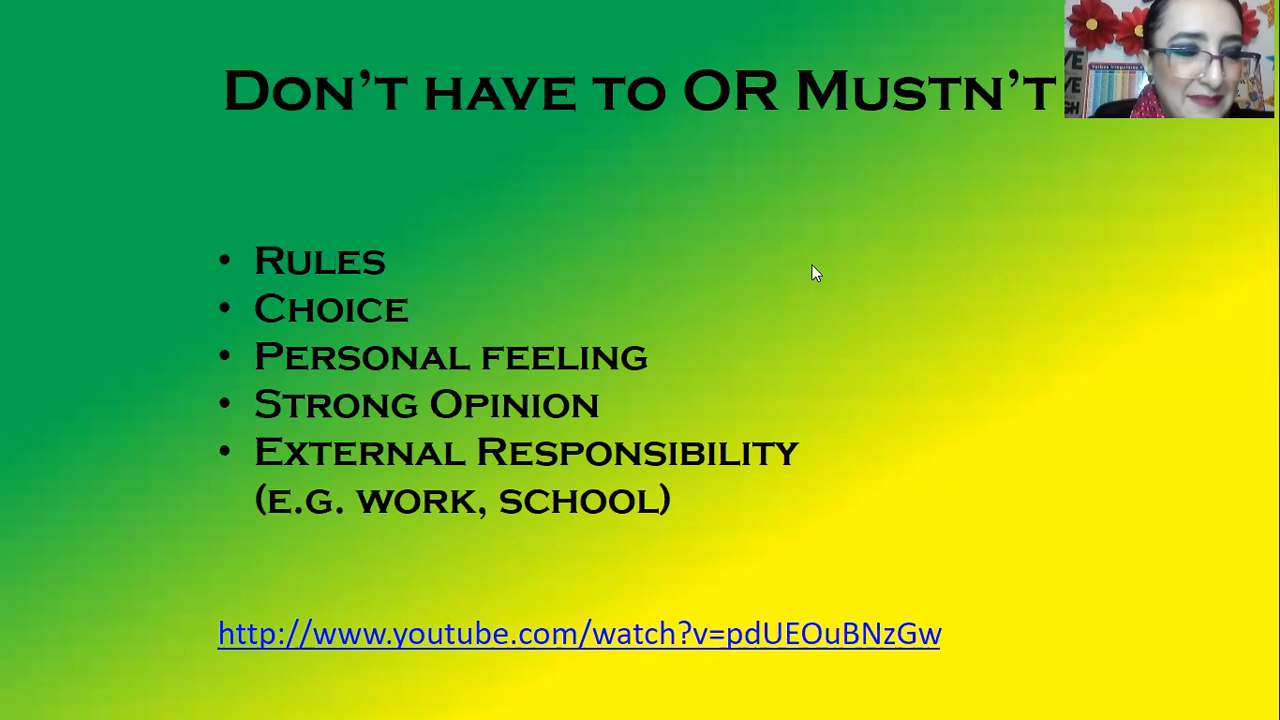 Don't have to OR Mustn't
• Rules
• Choice
• Personal feeling
• Strong Opinion
• External Responsibility
(e.g. work, school)
http://www.youtube.com/watch?v=pdUEOuBNzGw